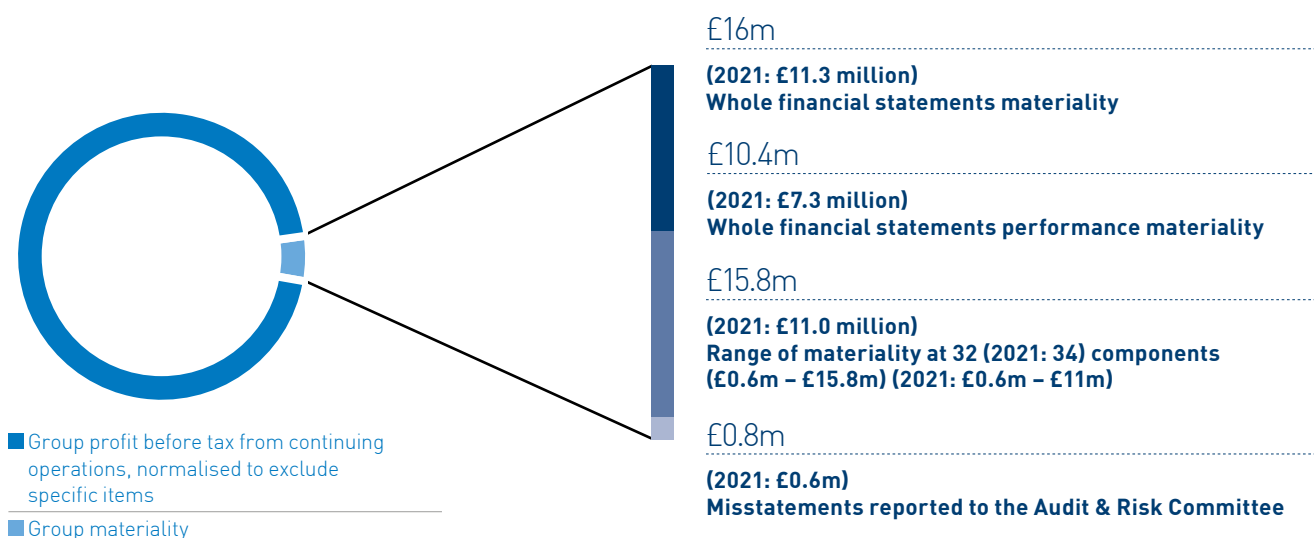 £16m
(2021: £11.3 million)
Whole financial statements materiality
£10.4m
(2021: £7.3 million)
Whole financial statements performance materiality
£15.8m
(2021: £11.0 million)
Range of materiality at 32 (2021: 34) components
(£0.6m – £15.8m) (2021: £0.6m – £11m)
£0.8m
(2021: £0.6m)
Misstatements reported to the Audit & Risk Committee
Group profit before tax from continuing
operations, normalised to exclude
specific items
Group materiality